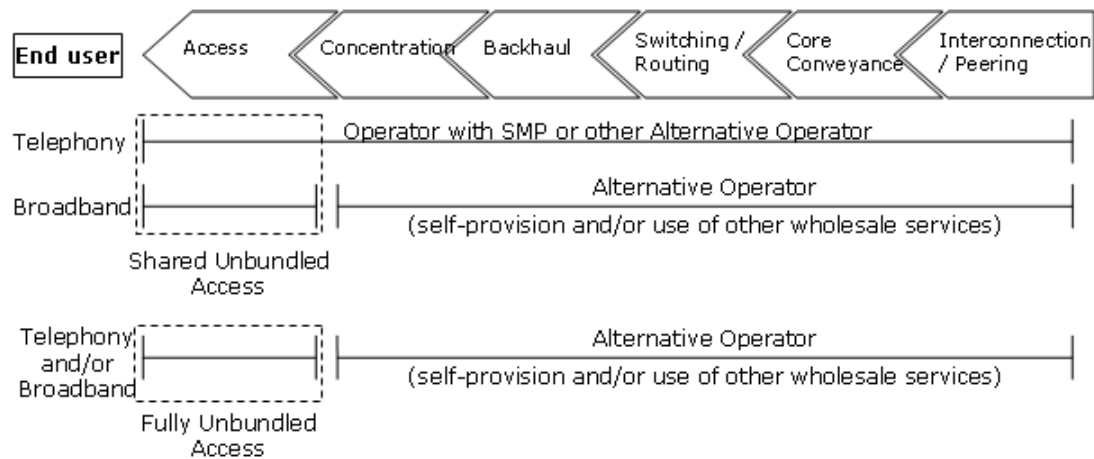 End user
Access
Concentration
Backhaul
Switching /
Routing
Core
Conveyance
Interconnection
/ Peering
Telephony
Operator with SMP or other Alternative Operator
Broadband
Alternative Operator
(self-provision and/or use of other wholesale services)
Shared Unbundled
Access
Telephony
and/or
Broadband
Alternative Operator
(self-provision and/or use of other wholesale services)
Fully Unbundled
Access